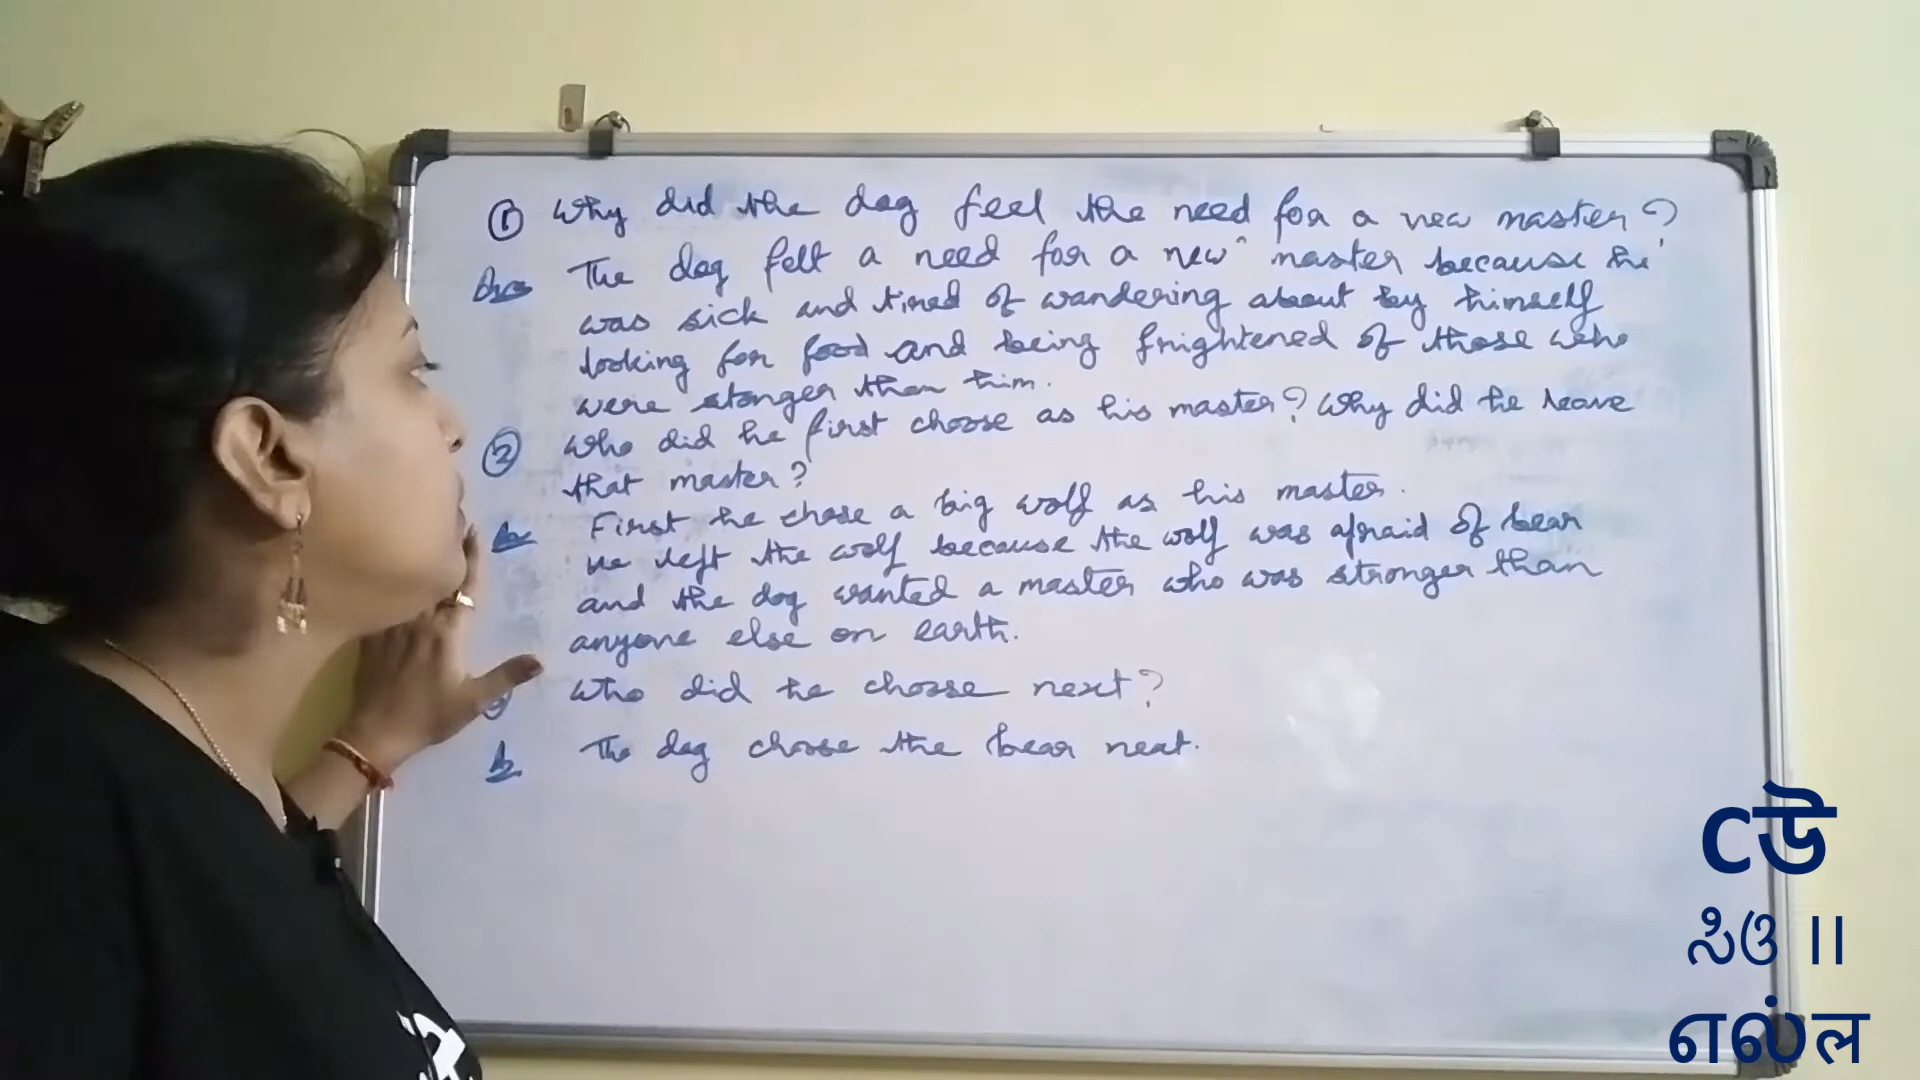 ① Why did the dog feel the need for a new master?
Ans The dog felt a need for a new master because he
was sick and tired of wandering about by himself
looking for food and being frightened of those who
were stonger than him.
② Who did he first choose as his master? Why did he leave
that master?
Ans First he chose a big wolf as his master.
He left the wolf because the wolf was afraid of bear
and the dog wanted a master who was stronger than
anyone else on earth.
Who did he choose next?
A The dog choose the bear next.
Cউ